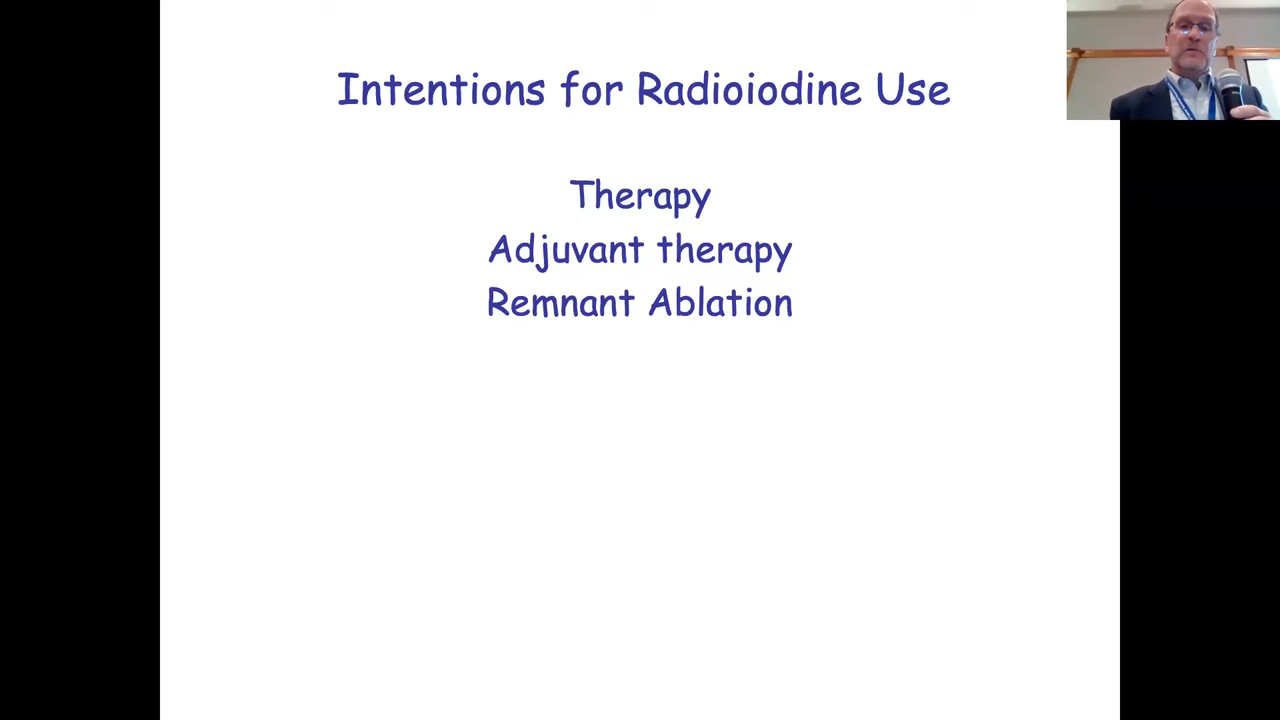 Intentions for Radioiodine Use
Therapy
Adjuvant therapy
Remnant Ablation